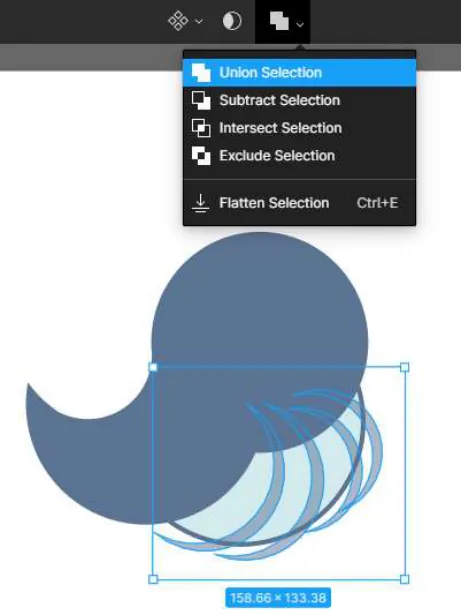 Union Selection
Subtract Selection
Intersect Selection
Exclude Selection
Flatten Selection Ctrl+E
158.66 × 133.38